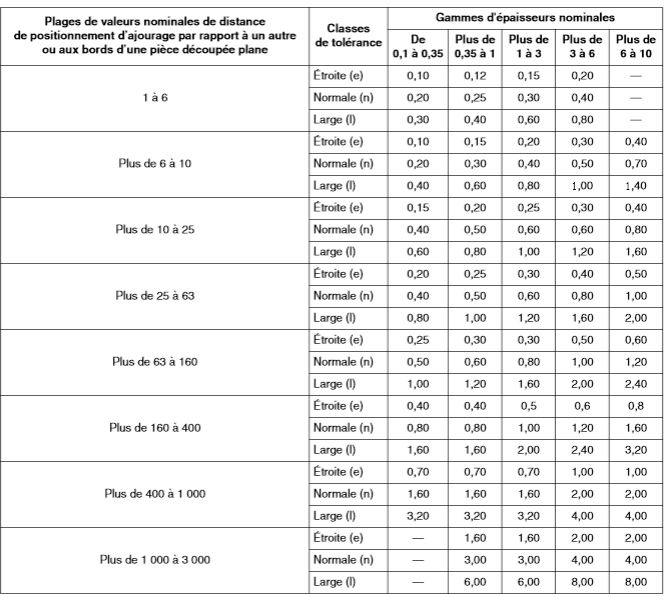 Plages de valeurs nominales de distance
de positionnement d'ajourage par rapport à un autre
ou aux bords d'une pièce découpée plane
Classes
de tolérance
Gammes d'épaisseurs nominales
De
0,1 à 0,35
Plus de
0,35 à 1
Plus de
1 à 3
Plus de
3 à 6
Plus de
6 à 10
1 à 6
Étroite (e) 0,10 0,12 0,15 0,20 —
Normale (n) 0,20 0,25 0,30 0,40 —
Large (l) 0,30 0,40 0,60 0,80 —
Plus de 6 à 10
Étroite (e) 0,10 0,15 0,20 0,30 0,40
Normale (n) 0,20 0,30 0,40 0,50 0,70
Large (l) 0,40 0,60 0,80 1,00 1,40
Plus de 10 à 25
Étroite (e) 0,15 0,20 0,25 0,30 0,40
Normale (n) 0,40 0,50 0,60 0,60 0,80
Large (l) 0,60 0,80 1,00 1,20 1,60
Plus de 25 à 63
Étroite (e) 0,20 0,25 0,30 0,40 0,50
Normale (n) 0,40 0,50 0,60 0,80 1,00
Large (l) 0,80 1,00 1,20 1,60 2,00
Plus de 63 à 160
Étroite (e) 0,25 0,30 0,30 0,50 0,60
Normale (n) 0,50 0,60 0,80 1,00 1,20
Large (l) 1,00 1,20 1,60 2,00 2,40
Plus de 160 à 400
Étroite (e) 0,40 0,40 0,5 0,6 0,8
Normale (n) 0,80 0,80 1,00 1,20 1,60
Large (l) 1,60 1,60 2,00 2,40 3,20
Plus de 400 à 1 000
Étroite (e) 0,70 0,70 0,70 1,00 1,00
Normale (n) 1,60 1,60 1,60 2,00 2,00
Large (l) 3,20 3,20 3,20 4,00 4,00
Plus de 1 000 à 3 000
Étroite (e) — 1,60 1,60 2,00 2,00
Normale (n) — 3,00 3,00 4,00 4,00
Large (l) — 6,00 6,00 8,00 8,00